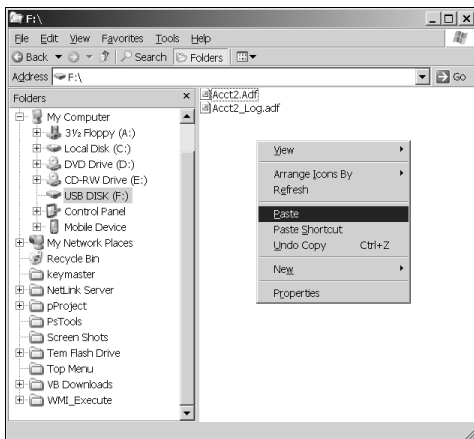 F:\
File Edit View Favorites Tools Help
Back Search Folders
Address F:\ Go
Folders
My Computer
3½ Floppy (A:)
Local Disk (C:)
DVD Drive (D:)
CD-RW Drive (E:)
USB DISK (F:)
Control Panel
Mobile Device
My Network Places
Recycle Bin
keymaster
NetLink Server
pProject
PsTools
Screen Shots
Tem Flash Drive
Top Menu
VB Downloads
WMI_Execute
Acct2.Adf
Acct2_Log.adf
View
Arrange Icons By
Refresh
Paste
Paste Shortcut
Undo Copy Ctrl+Z
New
Properties